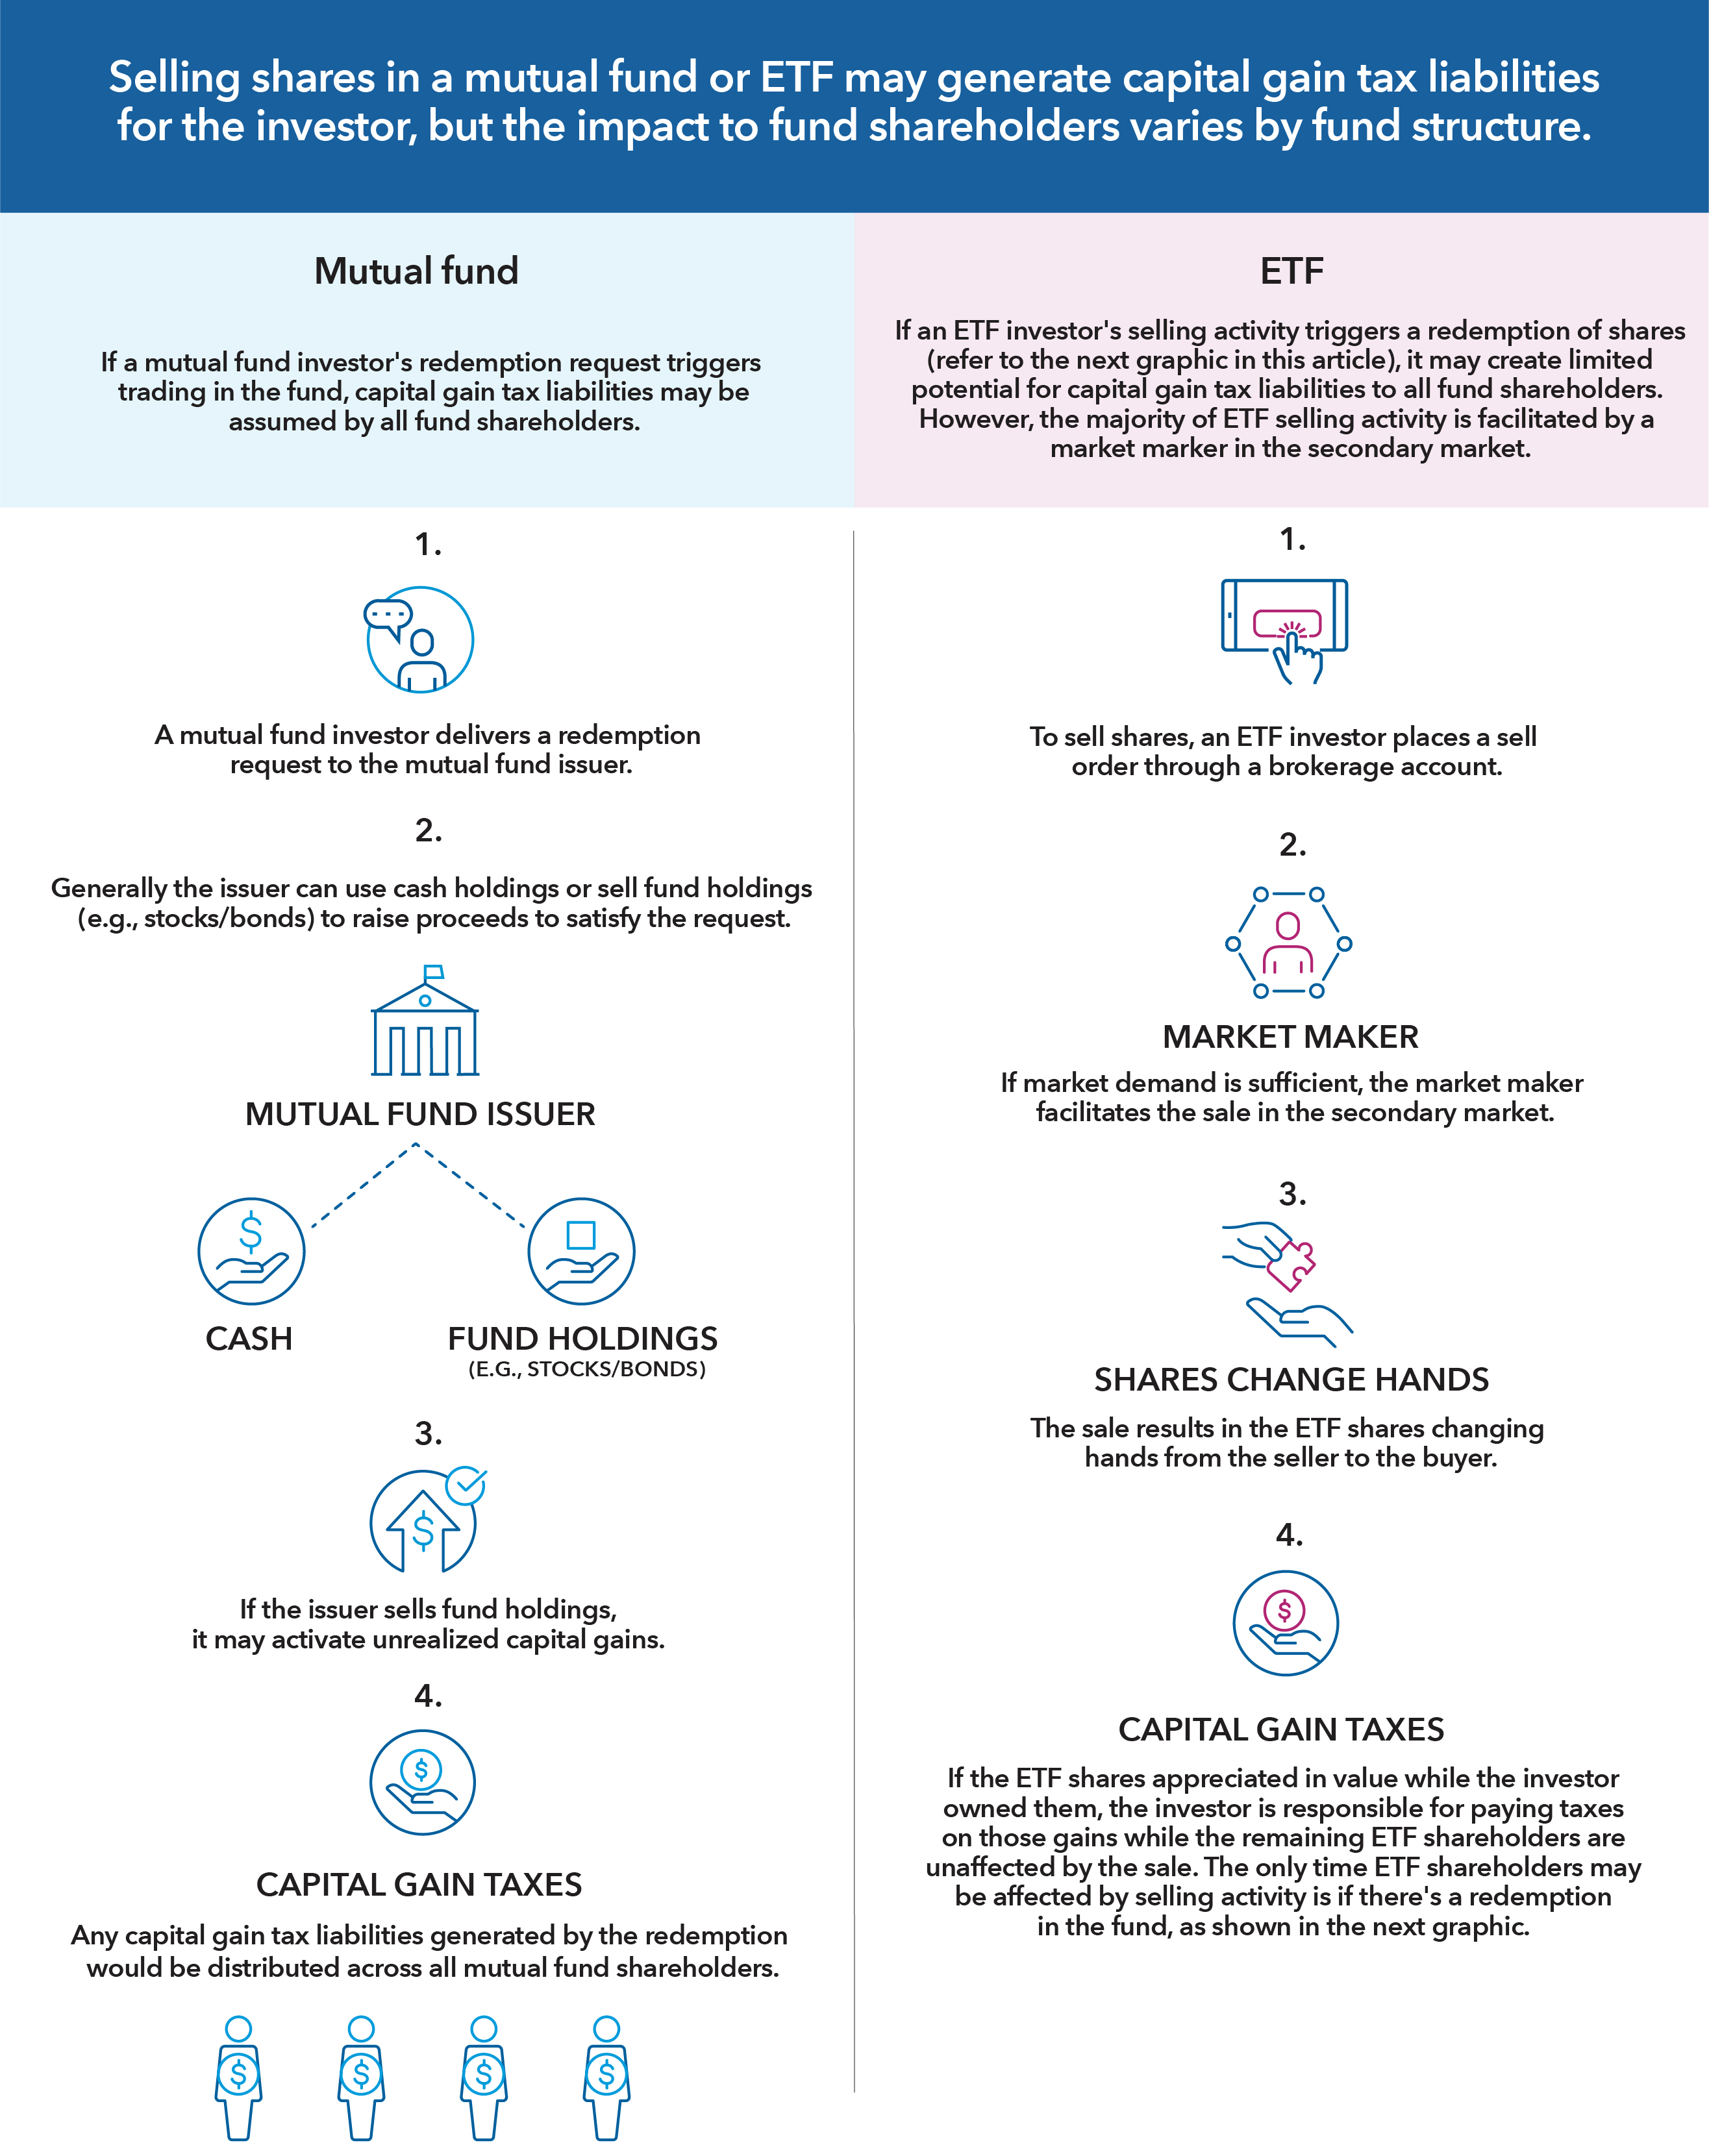 Selling shares in a mutual fund or ETF may generate capital gain tax liabilities
for the investor, but the impact to fund shareholders varies by fund structure.
Mutual fund
If a mutual fund investor's redemption request triggers
trading in the fund, capital gain tax liabilities may be
assumed by all fund shareholders.
1.
A mutual fund investor delivers a redemption
request to the mutual fund issuer.
2.
Generally the issuer can use cash holdings or sell fund holdings
(e.g., stocks/bonds) to raise proceeds to satisfy the request.
MUTUAL FUND ISSUER
$
CASH
FUND HOLDINGS
(E.G., STOCKS/BONDS)
3.
$
If the issuer sells fund holdings,
it may activate unrealized capital gains.
4.
$
CAPITAL GAIN TAXES
Any capital gain tax liabilities generated by the redemption
would be distributed across all mutual fund shareholders.
$ $ $ $
ETF
If an ETF investor's selling activity triggers a redemption of shares
(refer to the next graphic in this article), it may create limited
potential for capital gain tax liabilities to all fund shareholders.
However, the majority of ETF selling activity is facilitated by a
market marker in the secondary market.
1.
To sell shares, an ETF investor places a sell
order through a brokerage account.
2.
MARKET MAKER
If market demand is sufficient, the market maker
facilitates the sale in the secondary market.
3.
SHARES CHANGE HANDS
The sale results in the ETF shares changing
hands from the seller to the buyer.
4.
$
CAPITAL GAIN TAXES
If the ETF shares appreciated in value while the investor
owned them, the investor is responsible for paying taxes
on those gains while the remaining ETF shareholders are
unaffected by the sale. The only time ETF shareholders may
be affected by selling activity is if there's a redemption
in the fund, as shown in the next graphic.